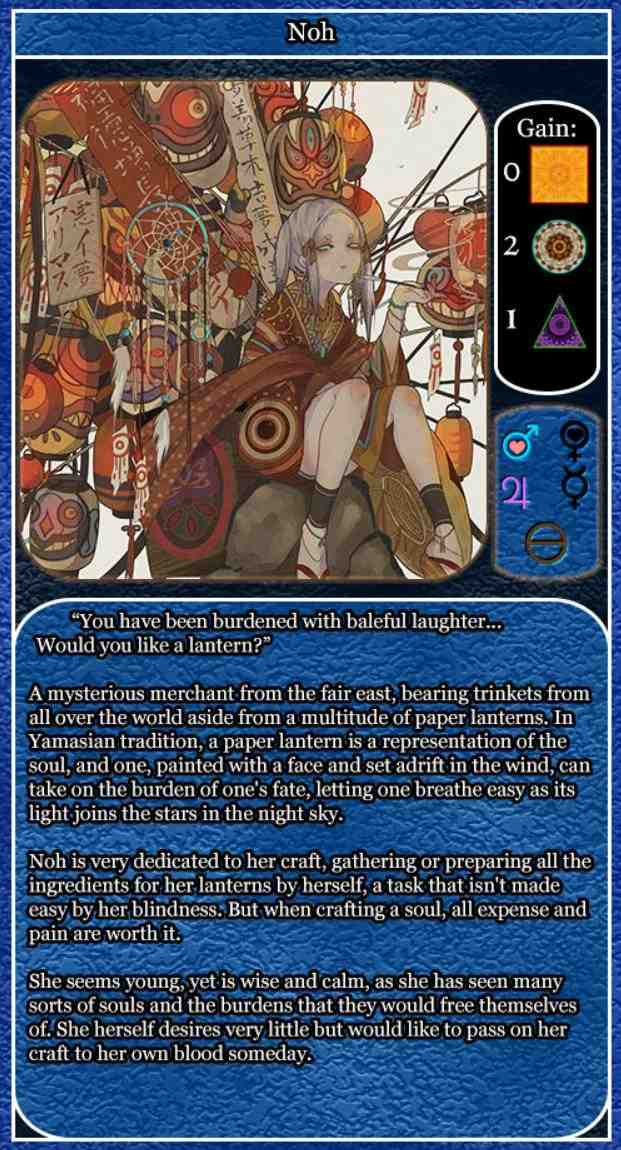 Noh
Gain:
0
2
1
“You have been burdened with baleful laughter...
Would you like a lantern?”
A mysterious merchant from the fair east, bearing trinkets from
all over the world aside from a multitude of paper lanterns. In
Yamasian tradition, a paper lantern is a representation of the
soul, and one, painted with a face and set adrift in the wind, can
take on the burden of one's fate, letting one breathe easy as its
light joins the stars in the night sky.
Noh is very dedicated to her craft, gathering or preparing all the
ingredients for her lanterns by herself, a task that isn't made
easy by her blindness. But when crafting a soul, all expense and
pain are worth it.
She seems young, yet is wise and calm, as she has seen many
sorts of souls and the burdens that they would free themselves
of. She herself desires very little but would like to pass on her
craft to her own blood someday.